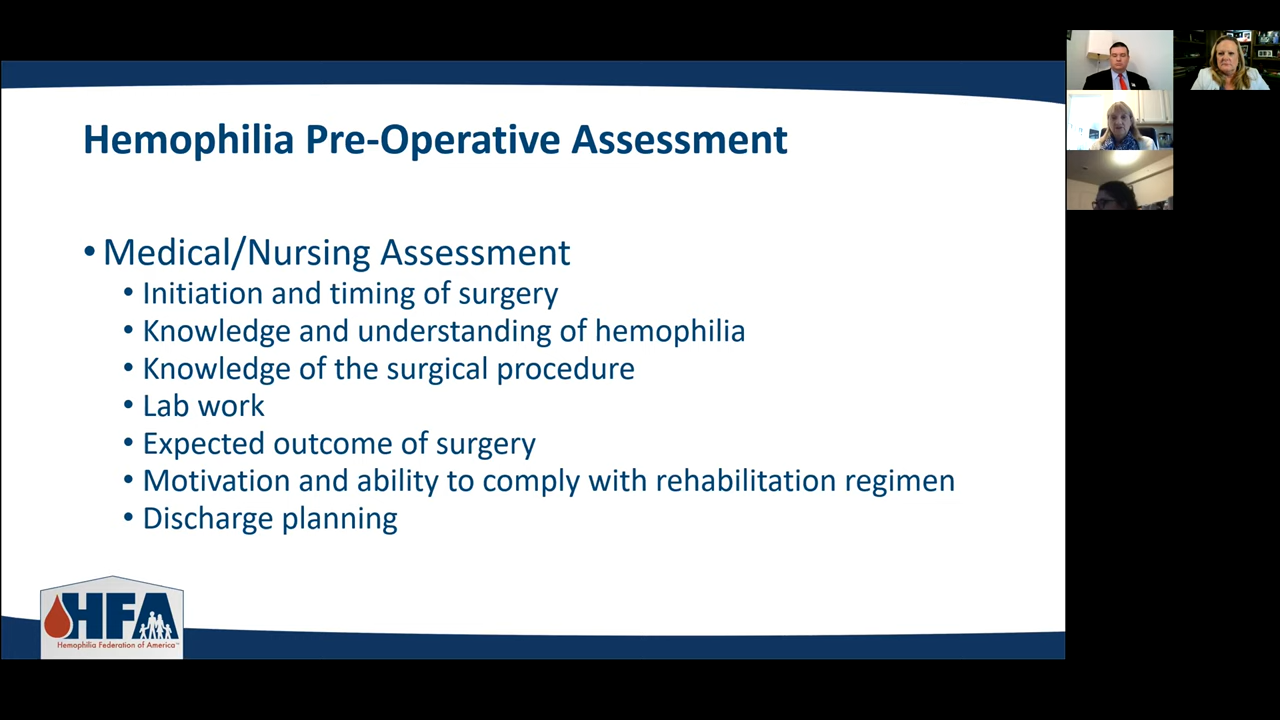 Hemophilia Pre-Operative Assessment
• Medical/Nursing Assessment
• Initiation and timing of surgery
• Knowledge and understanding of hemophilia
• Knowledge of the surgical procedure
• Lab work
• Expected outcome of surgery
• Motivation and ability to comply with rehabilitation regimen
• Discharge planning
HFA
Hemophilia Federation of America™